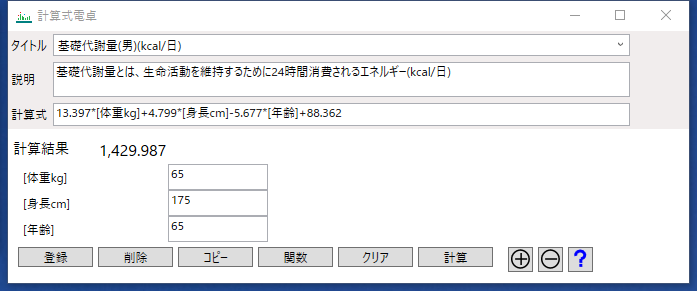 計算式電卓
タイトル 基礎代謝量(男)(kcal/日)
説明 基礎代謝量とは、生命活動を維持するために24時間消費されるエネルギー(kcal/日)
計算式 13.397*[体重kg]+4.799*[身長cm]-5.677*[年齢]+88.362
計算結果 1,429.987
[体重kg] 65
[身長cm] 175
[年齢] 65
登録 削除 コピー 関数 クリア 計算 + - ?